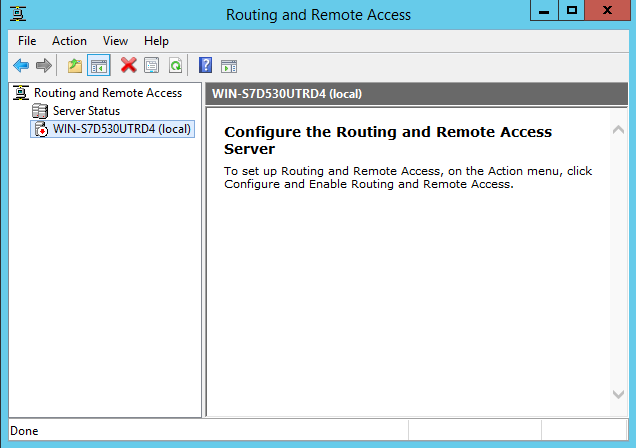 Routing and Remote Access
File Action View Help
Routing and Remote Access
Server Status
WIN-S7D530UTRD4 (local)
WIN-S7D530UTRD4 (local)
Configure the Routing and Remote Access
Server
To set up Routing and Remote Access, on the Action menu, click
Configure and Enable Routing and Remote Access.
Done